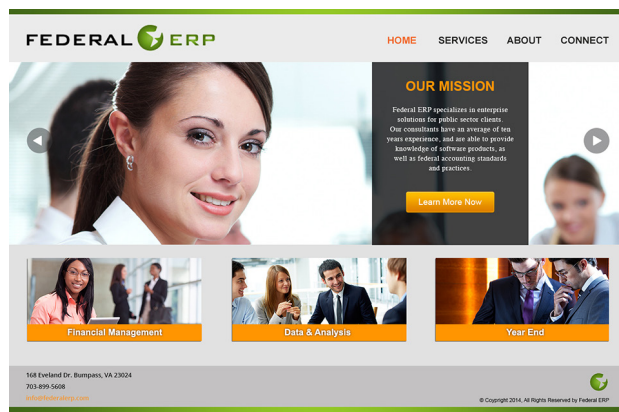 FEDERAL ERP
HOME SERVICES ABOUT CONNECT
OUR MISSION
Federal ERP specializes in enterprise
solutions for public sector clients.
Our consultants have an average of ten
years experience, and are able to provide
knowledge of software products, as
well as federal accounting standards
and practices.
Learn More Now
Financial Management
Data & Analysis
Year End
168 Eveland Dr. Bumpass, VA 23024
703-899-5608
info@federalerp.com
© Copyright 2014, All Rights Reserved by Federal ERP